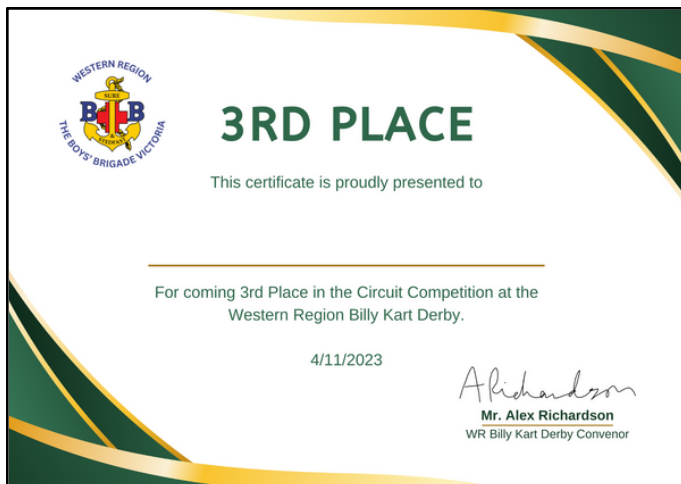 WESTERN REGION
SURE
B B
& STEDFAST
THE BOYS' BRIGADE VICTORIA
3RD PLACE
This certificate is proudly presented to
For coming 3rd Place in the Circuit Competition at the
Western Region Billy Kart Derby.
4/11/2023
ARichardson
Mr. Alex Richardson
WR Billy Kart Derby Convenor